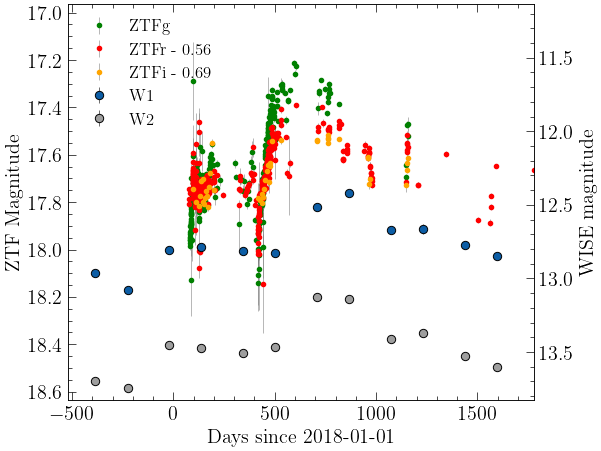 ZTFg
ZTFr - 0.56
ZTFi - 0.69
W1
W2
17.0
17.2
17.4
17.6
17.8
18.0
18.2
18.4
18.6
ZTF Magnitude
11.5
12.0
12.5
13.0
13.5
WISE magnitude
−500
0
500
1000
1500
Days since 2018-01-01